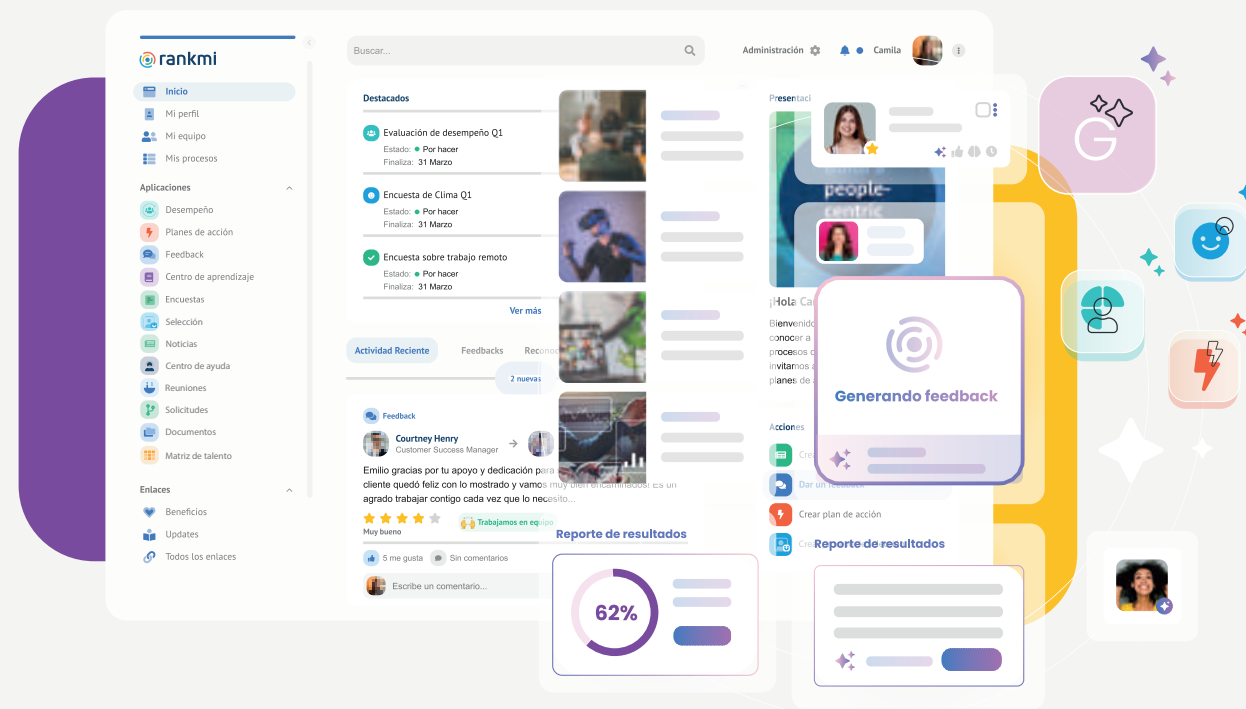 rankmi
Inicio
Mi perfil
Mi equipo
Mis procesos
Aplicaciones
Desempeño
Planes de acción
Feedback
Centro de aprendizaje
Encuestas
Selección
Noticias
Centro de ayuda
Reuniones
Solicitudes
Documentos
Matriz de talento
Enlaces
Beneficios
Updates
Todos los enlaces
Buscar...
Administración
Camila
Destacados
Evaluación de desempeño Q1
Estado: Por hacer
Finaliza: 31 Marzo
Encuesta de Clima Q1
Estado: Por hacer
Finaliza: 31 Marzo
Encuesta sobre trabajo remoto
Estado: Por hacer
Finaliza: 31 Marzo
Ver más
Actividad Reciente
Feedbacks
2 nuevas
Feedback
Courtney Henry
Customer Success Manager
Emilio gracias por tu apoyo y dedicación para
cliente quedó feliz con lo mostrado y vamos muy bien encaminados! Es un
agrado trabajar contigo cada vez que lo necesito...
Trabajamos en equipo
Muy bueno
5 me gusta
Sin comentarios
Escribe un comentario...
people-
centric
¡Hola
Bienvenido
conocer a
procesos
invitamos
planes de
G
Generando feedback
Acciones
Dar un feedback
Crear plan de acción
Reporte de resultados
62%
Reporte de resultados